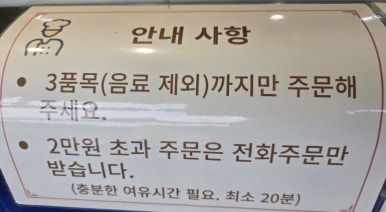 안내 사항
• 3품목(음료 제외)까지만 주문해
주세요.
• 2만원 초과 주문은 전화주문만
받습니다.
(충분한 여유시간 필요. 최소 20분)